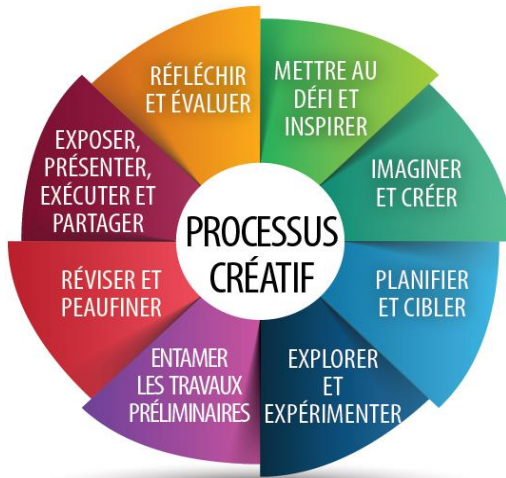 PROCESSUS
CRÉATIF
METTRE AU
DÉFI ET
INSPIRER
IMAGINER
ET CRÉER
PLANIFIER
ET CIBLER
EXPLORER
ET
EXPÉRIMENTER
ENTAMER
LES TRAVAUX
PRÉLIMINAIRES
RÉVISER ET
PEAUFINER
EXPOSER,
PRÉSENTER,
EXÉCUTER ET
PARTAGER
RÉFLÉCHIR
ET ÉVALUER